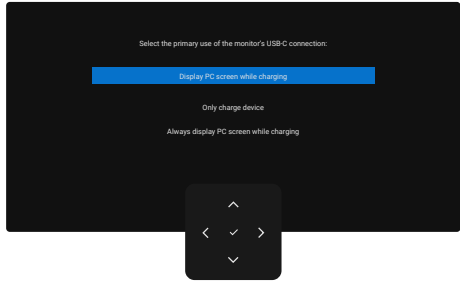 Select the primary use of the monitor's USB-C connection:
Display PC screen while charging
Only charge device
Always display PC screen while charging